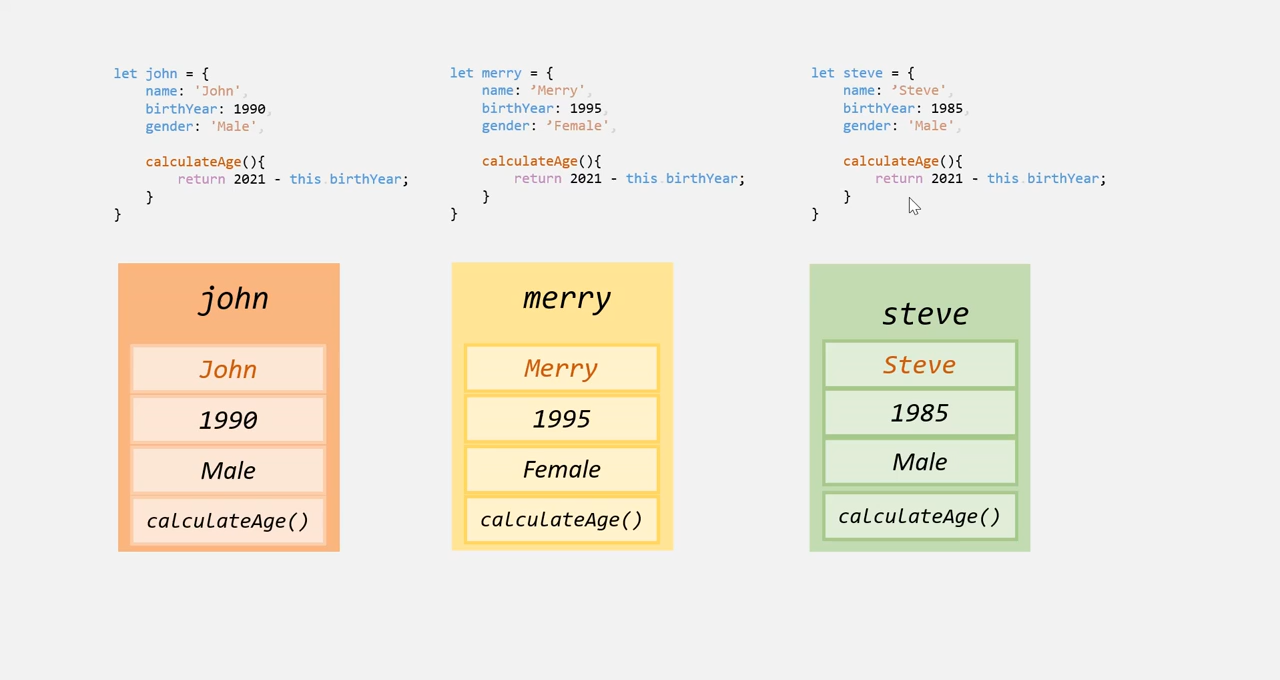 let john = {
name: 'John',
birthYear: 1990,
gender: 'Male',
calculateAge(){
return 2021 - this.birthYear;
}
}
let merry = {
name: ’Merry',
birthYear: 1995,
gender: ’Female',
calculateAge(){
return 2021 - this.birthYear;
}
}
let steve = {
name: ’Steve',
birthYear: 1985,
gender: 'Male',
calculateAge(){
return 2021 - this.birthYear;
}
}
john
John
1990
Male
calculateAge()
merry
Merry
1995
Female
calculateAge()
steve
Steve
1985
Male
calculateAge()